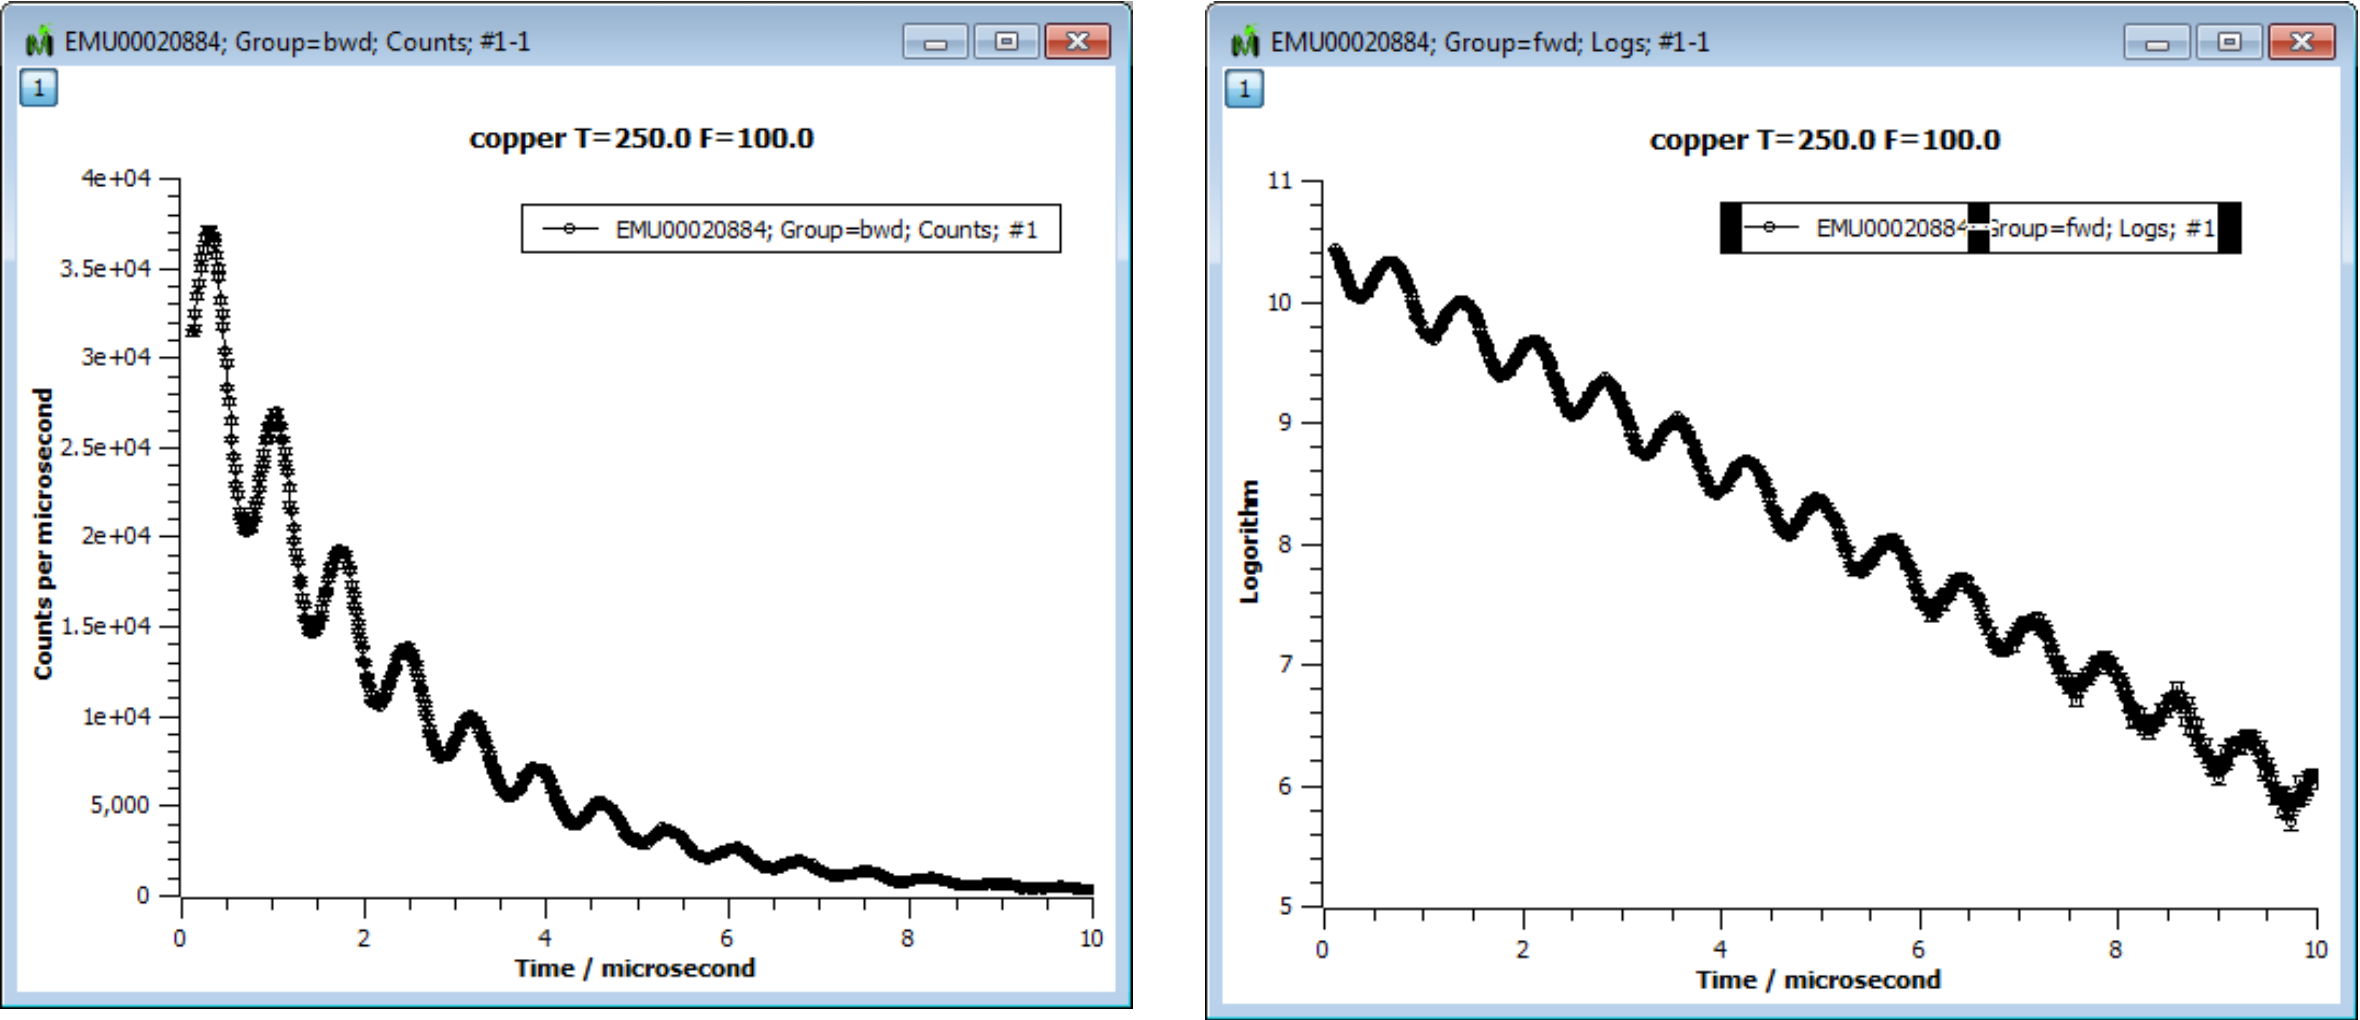 EMU00020884; Group=bwd; Counts; #1-1
1
copper T=250.0 F=100.0
EMU00020884; Group=bwd; Counts; #1
4e+04
3.5e+04
3e+04
2.5e+04
2e+04
1.5e+04
1e+04
5,000
0
Counts per microsecond
0 2 4 6 8 10
Time / microsecond
EMU00020884; Group=fwd; Logs; #1-1
1
copper T=250.0 F=100.0
EMU00020884 Group=fwd; Logs; #1
11
10
9
8
7
6
5
Logorithm
0 2 4 6 8 10
Time / microsecond